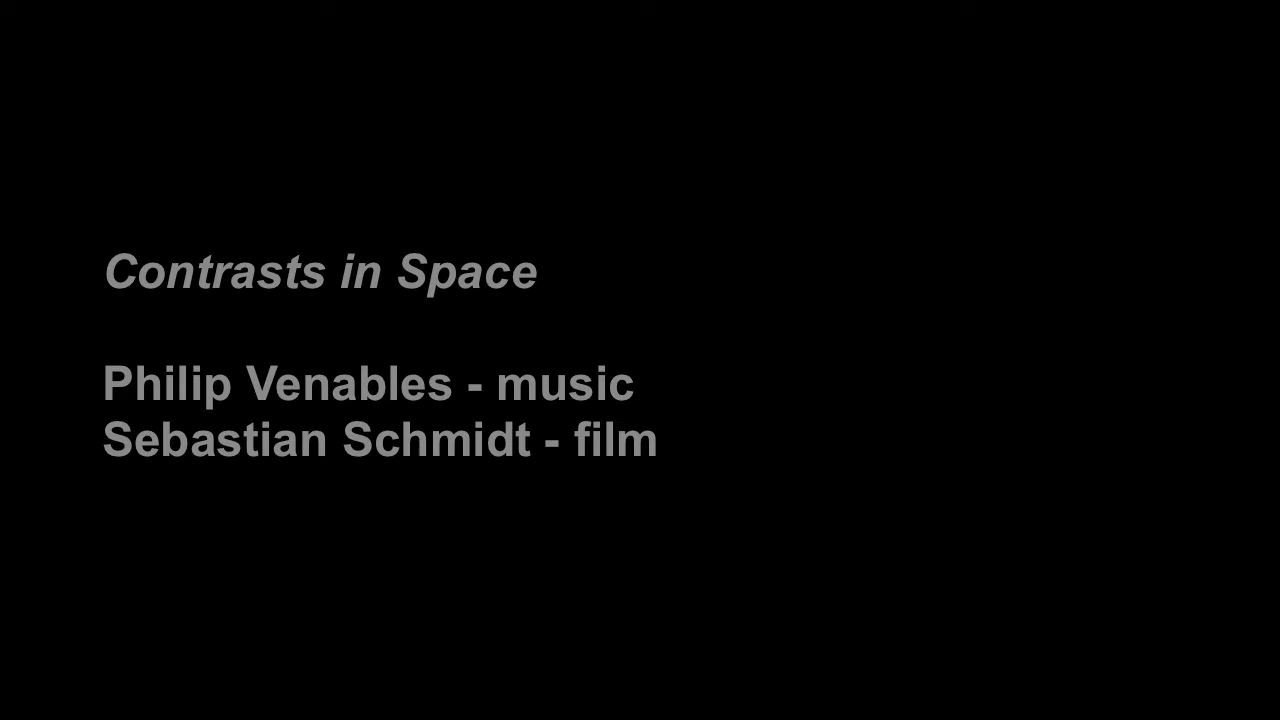 Contrasts in Space
Philip Venables - music
Sebastian Schmidt - film